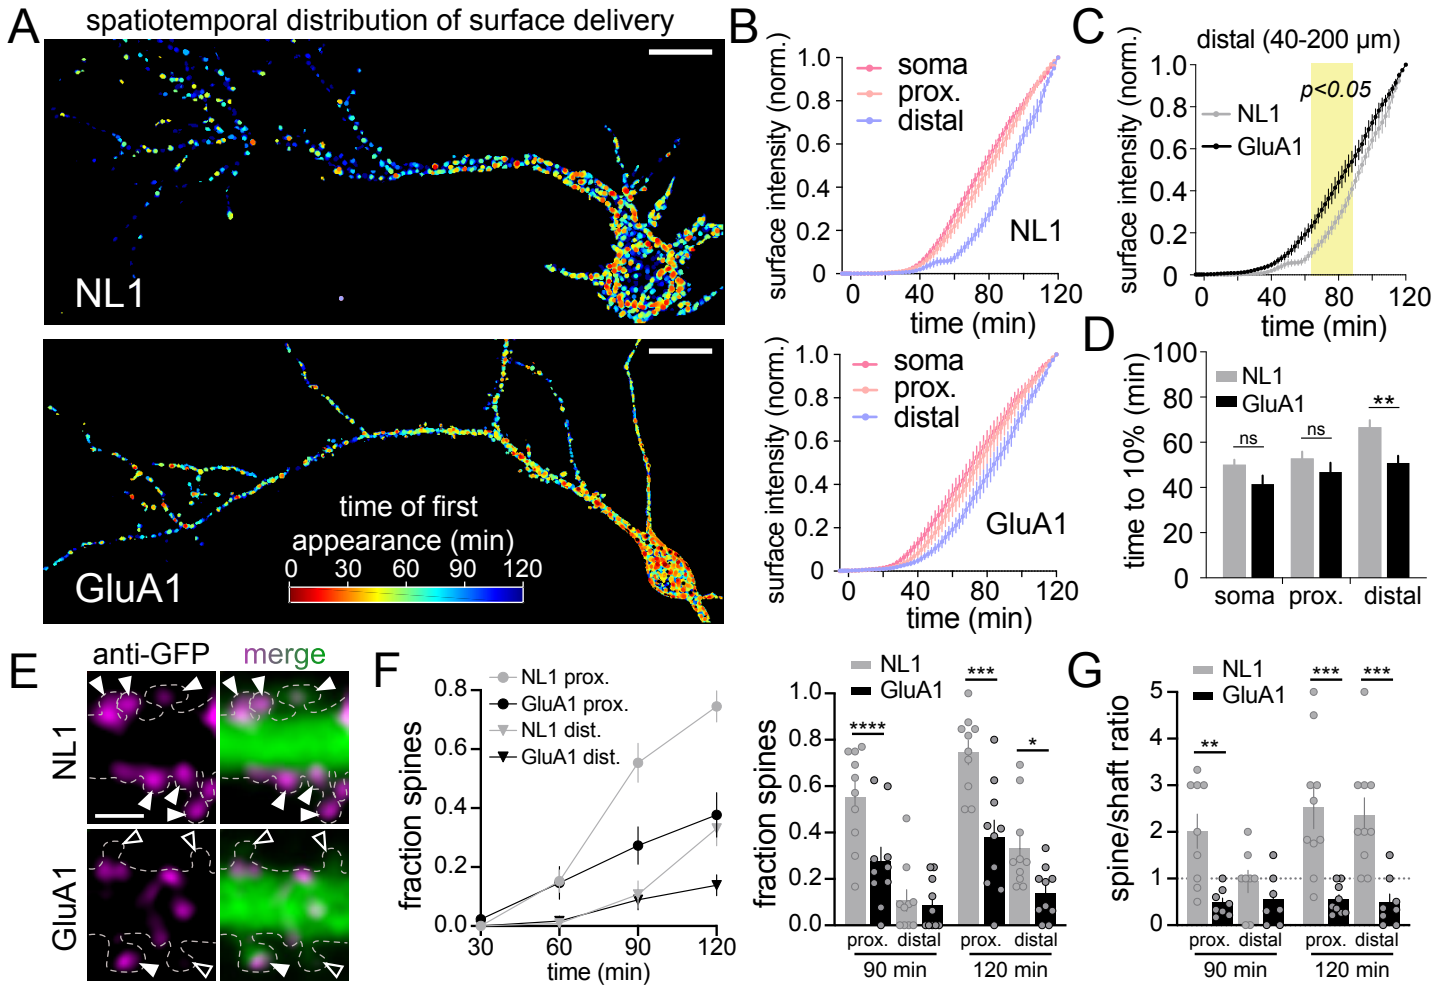 A
spatiotemporal distribution of surface delivery
NL1
GluA1
time of first
appearance (min)
0 30 60 90 120
B
surface intensity (norm.)
1.0
0.8
0.6
0.4
0.2
0
soma
prox.
distal
NL1
0 40 80 120
time (min)
surface intensity (norm.)
1.0
0.8
0.6
0.4
0.2
0
soma
prox.
distal
GluA1
0 40 80 120
time (min)
C
distal (40-200 µm)
surface intensity (norm.)
1.0
0.8
0.6
0.4
0.2
0
p<0.05
NL1
GluA1
0 40 80 120
time (min)
D
time to 10% (min)
100
80
60
40
20
0
NL1
GluA1
ns
ns
**
soma prox. distal
E
anti-GFP merge
NL1
GluA1
F
fraction spines
0.8
0.6
0.4
0.2
0.0
NL1 prox.
GluA1 prox.
NL1 dist.
GluA1 dist.
30 60 90 120
time (min)
fraction spines
1.0
0.8
0.6
0.4
0.2
0.0
NL1
GluA1
****
***
*
prox. distal prox. distal
90 min 120 min
G
spine/shaft ratio
5
4
3
2
1
0
NL1
GluA1
**
***
***
prox. distal prox. distal
90 min 120 min